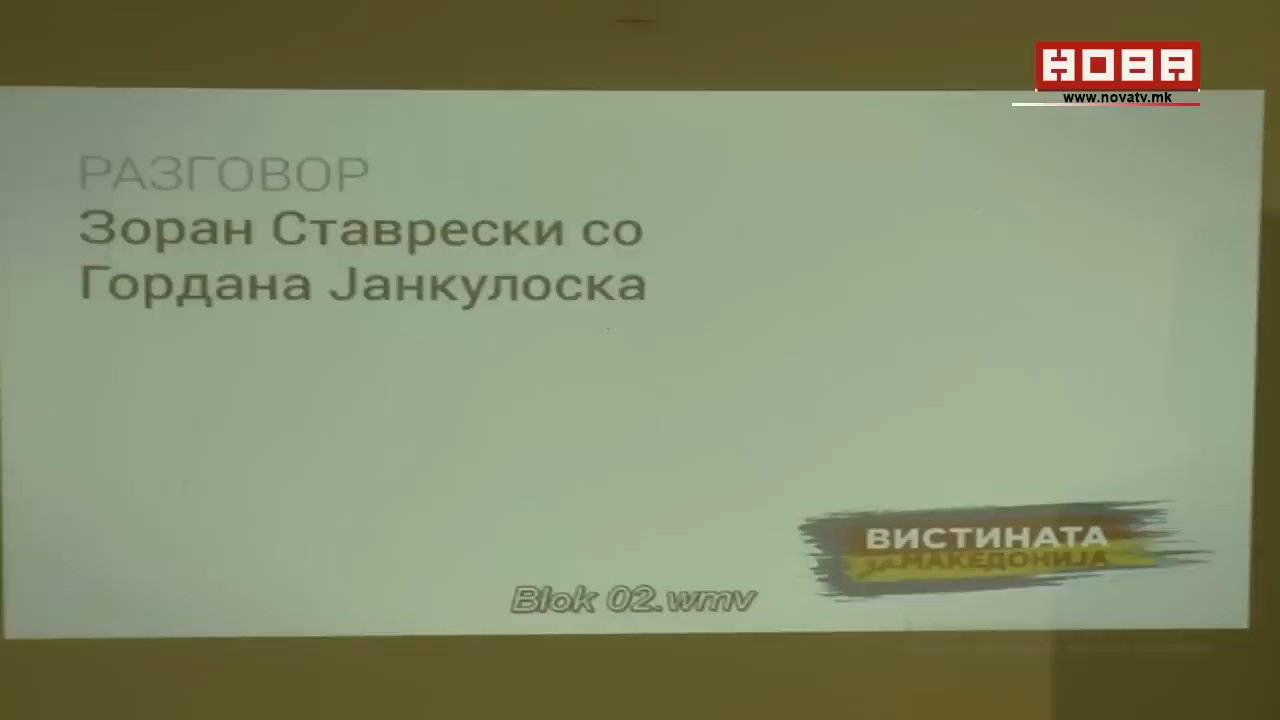 НОВА
www.novatv.mk
РАЗГОВОР
Зоран Ставрески со
Гордана Јанкулоска
ВИСТИНАТА
ЗА МАКЕДОНИЈА
Blok 02.wmv